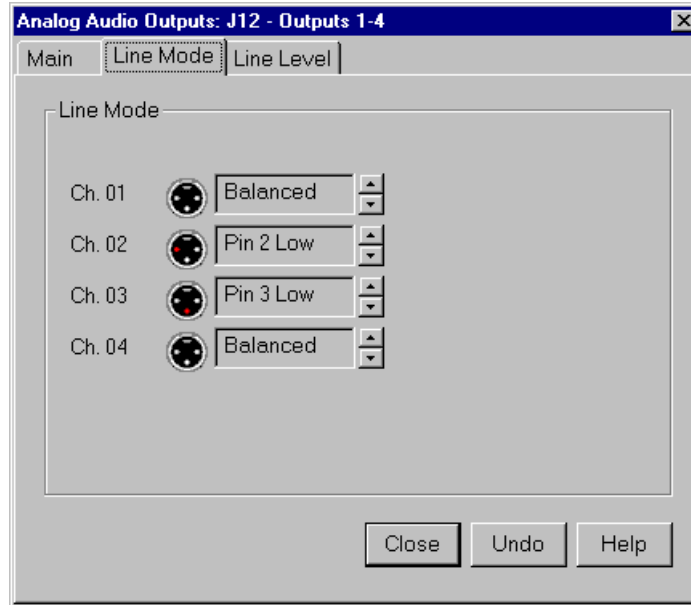 Analog Audio Outputs: J12 - Outputs 1-4
Main Line Mode Line Level
Line Mode
Ch. 01 Balanced
Ch. 02 Pin 2 Low
Ch. 03 Pin 3 Low
Ch. 04 Balanced
Close Undo Help